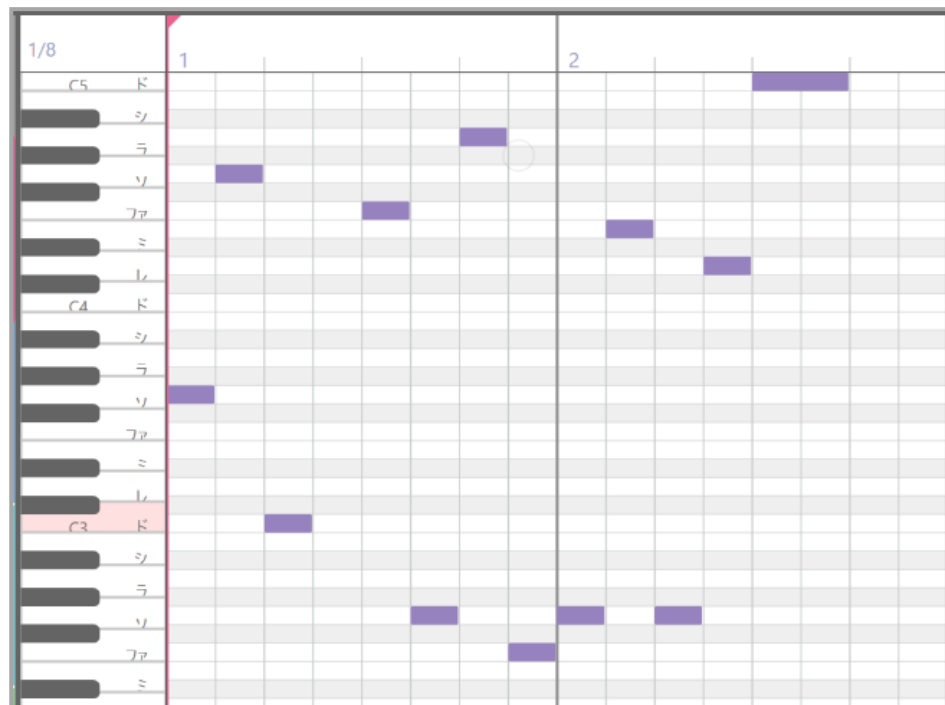 1/8
1
2
C5 ド
シ
ラ
ソ
ファ
ミ
レ
C4 ド
シ
ラ
ソ
ファ
ミ
レ
C3 ド
シ
ラ
ソ
ファ
ミ